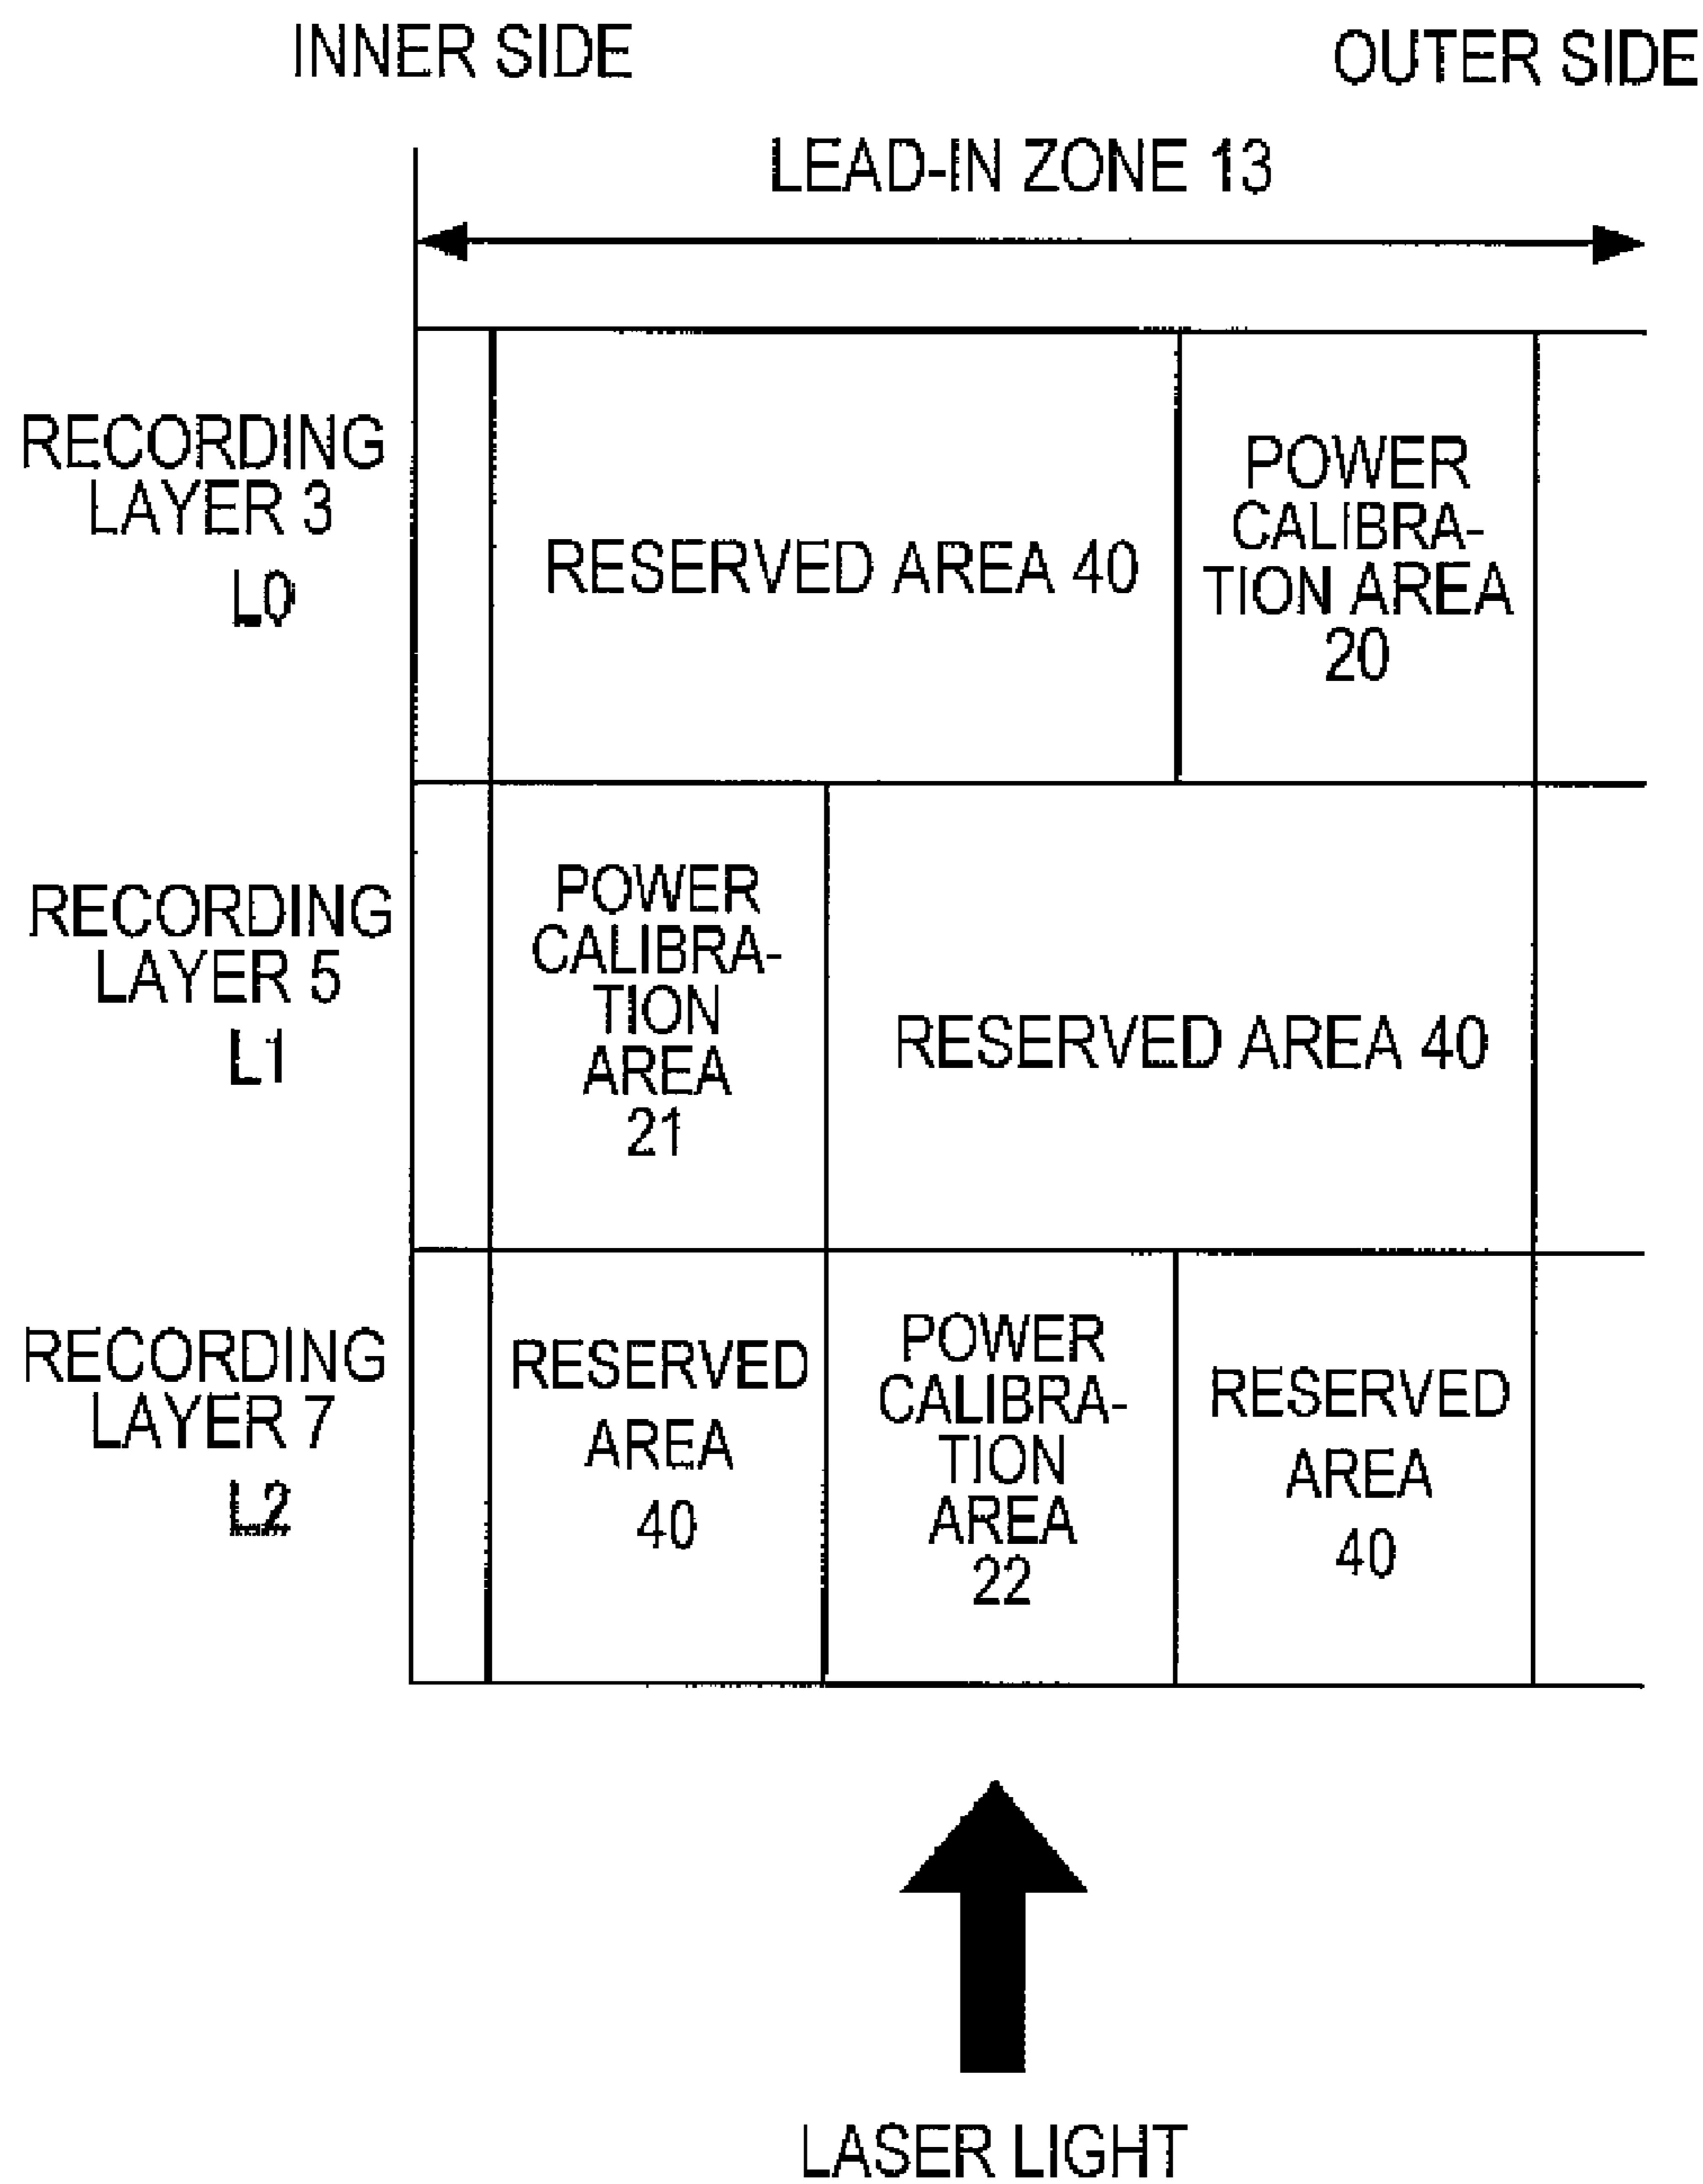 INNER SIDE
OUTER SIDE
LEAD-IN ZONE 13
RECORDING
LAYER 3
L0
RESERVED AREA 40
POWER
CALIBRA-
TION AREA
20
RECORDING
LAYER 5
L1
POWER
CALIBRA-
TION
AREA
21
RESERVED AREA 40
RECORDING
LAYER 7
L2
RESERVED
AREA
40
POWER
CALIBRA-
TION
AREA
22
RESERVED
AREA
40
LASER LIGHT